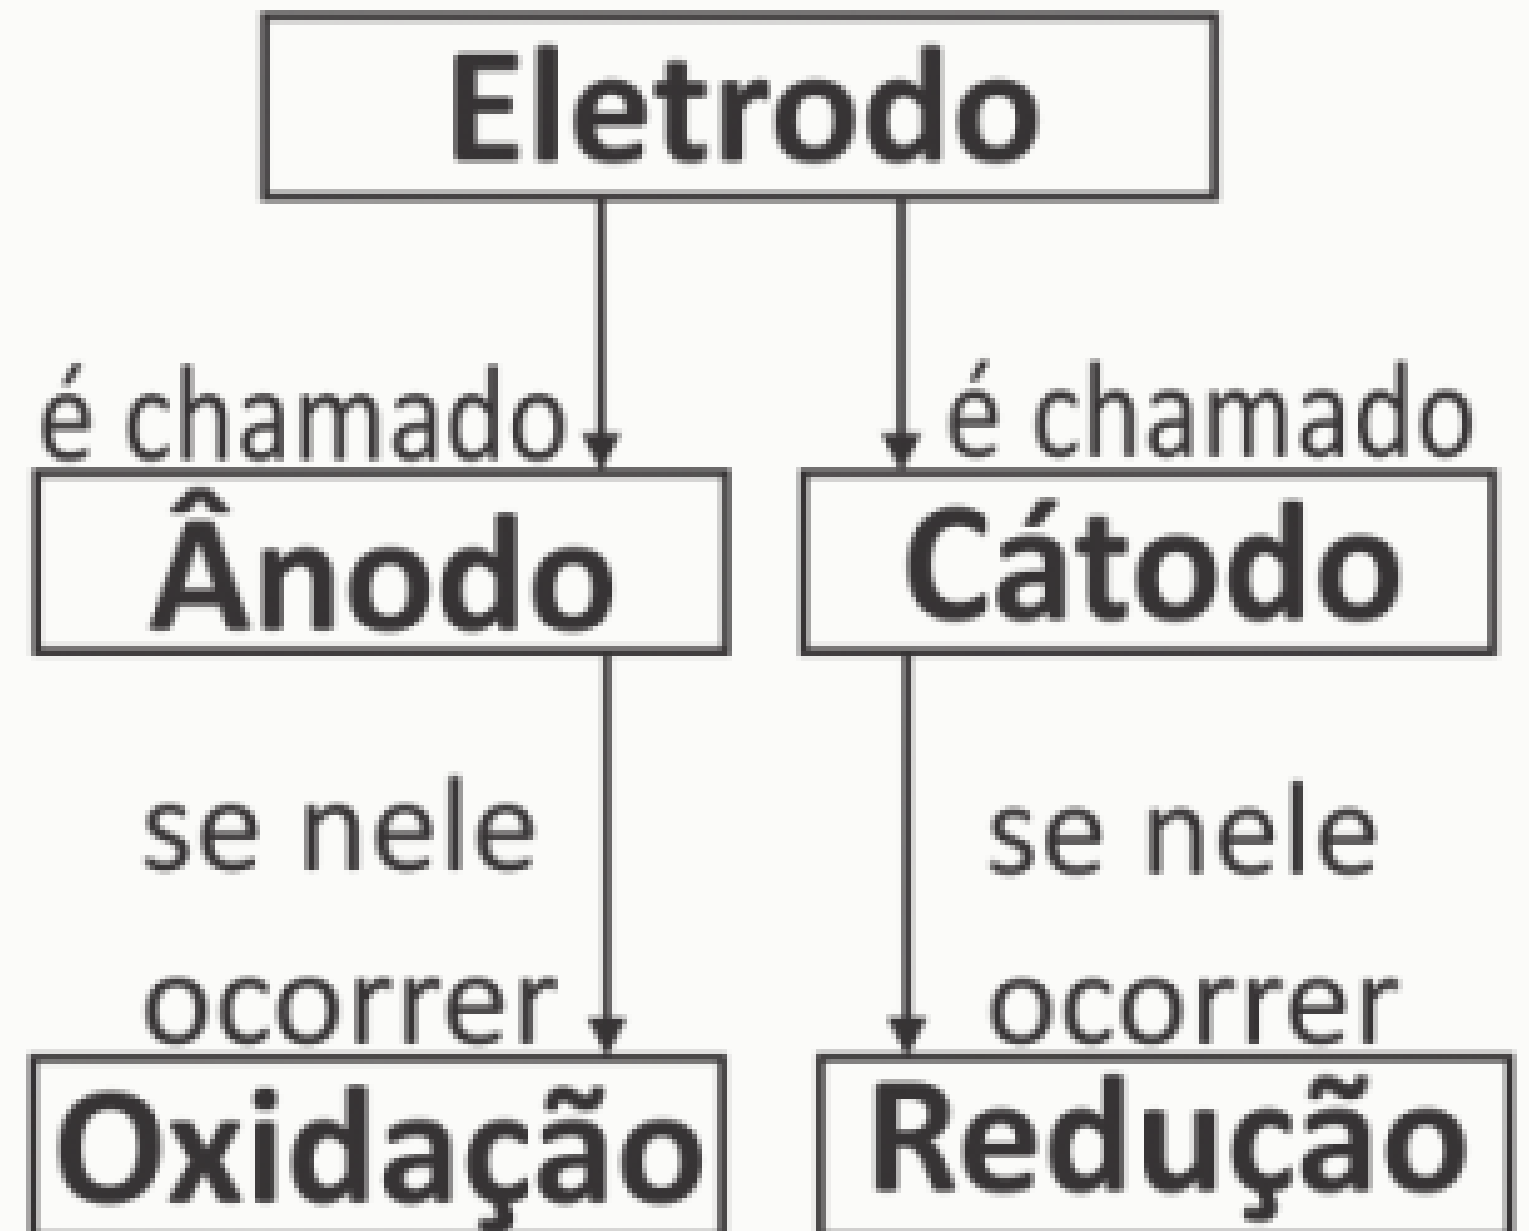 Eletrodo
é chamado
é chamado
Ânodo
Cátodo
se nele
ocorrer
se nele
ocorrer
Oxidação
Redução